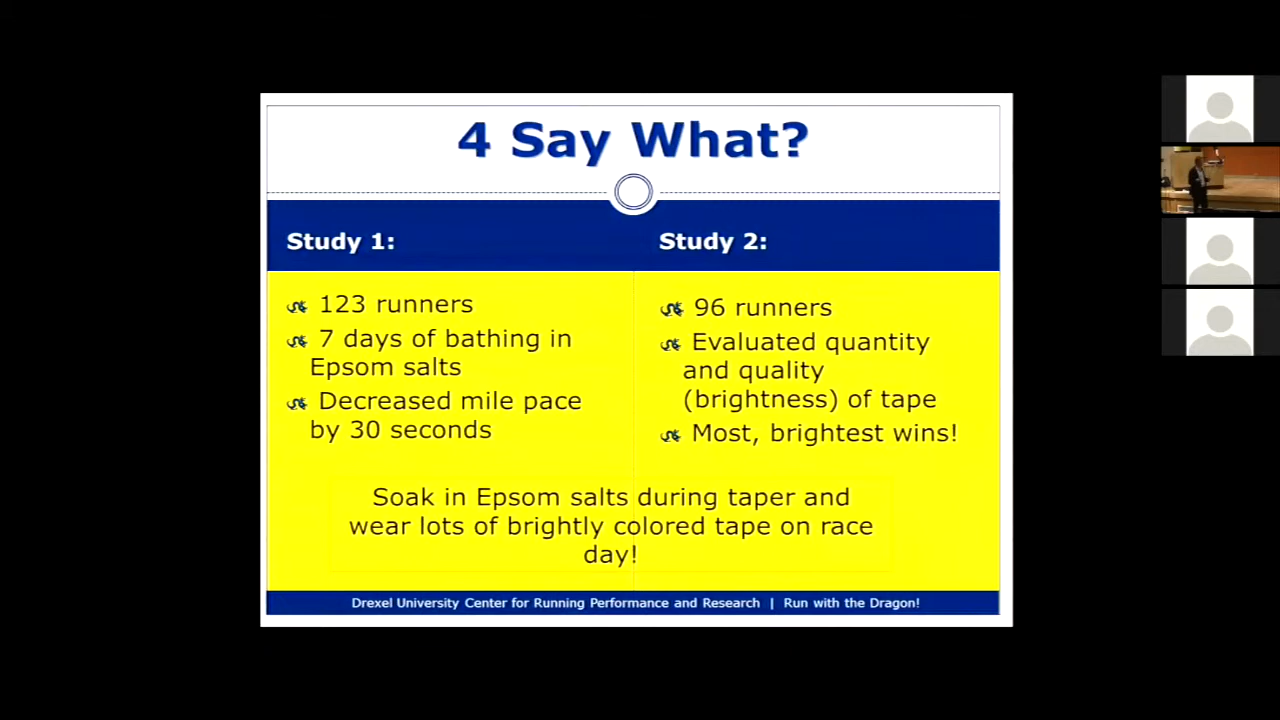 4 Say What?
Study 1:
123 runners
7 days of bathing in
Epsom salts
Decreased mile pace
by 30 seconds
Study 2:
96 runners
Evaluated quantity
and quality
(brightness) of tape
Most, brightest wins!
Soak in Epsom salts during taper and
wear lots of brightly colored tape on race
day!
Drexel University Center for Running Performance and Research | Run with the Dragon!